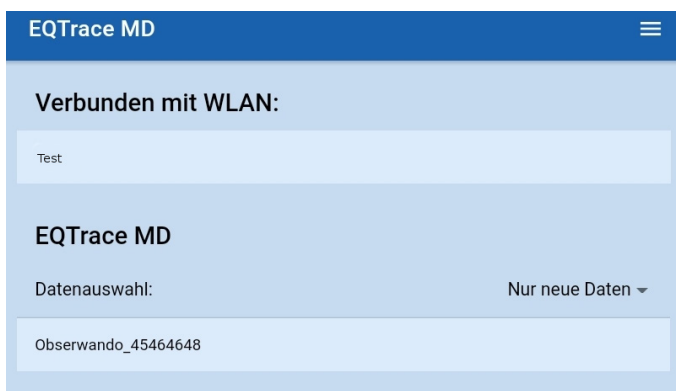 EQTrace MD
Verbunden mit WLAN:
Test
EQTrace MD
Datenauswahl: Nur neue Daten
Obserwando_45464648